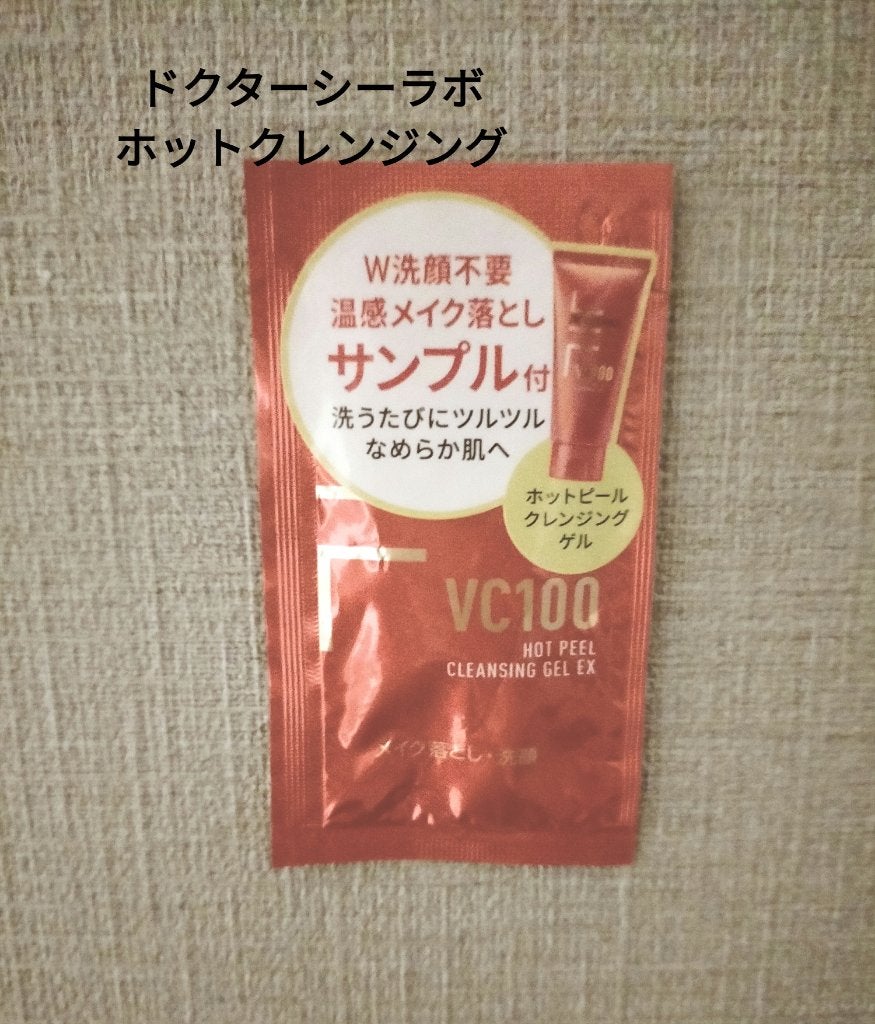 ドクターシーラボ
ホットクレンジング
W洗顔不要
温感メイク落とし
サンプル付
洗うたびにツルツル
なめらか肌へ
ホットピール
クレンジング
ゲル
VC100
HOT PEEL
CLEANSING GEL EX
メイク落とし・洗顔